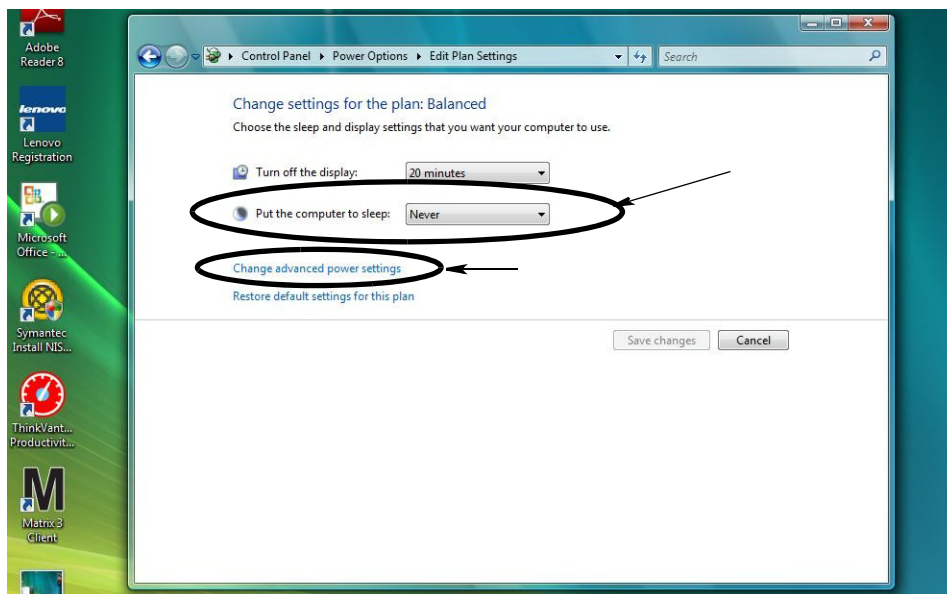 Adobe
Reader 8
lenovo
Lenovo
Registration
Microsoft
Office - ...
Symantec
Install NIS...
ThinkVant...
Productivit...
M
Matrix 3
Client
Control Panel Power Options Edit Plan Settings
Search
Change settings for the plan: Balanced
Choose the sleep and display settings that you want your computer to use.
Turn off the display: 20 minutes
Put the computer to sleep: Never
Change advanced power settings
Restore default settings for this plan
Save changes Cancel